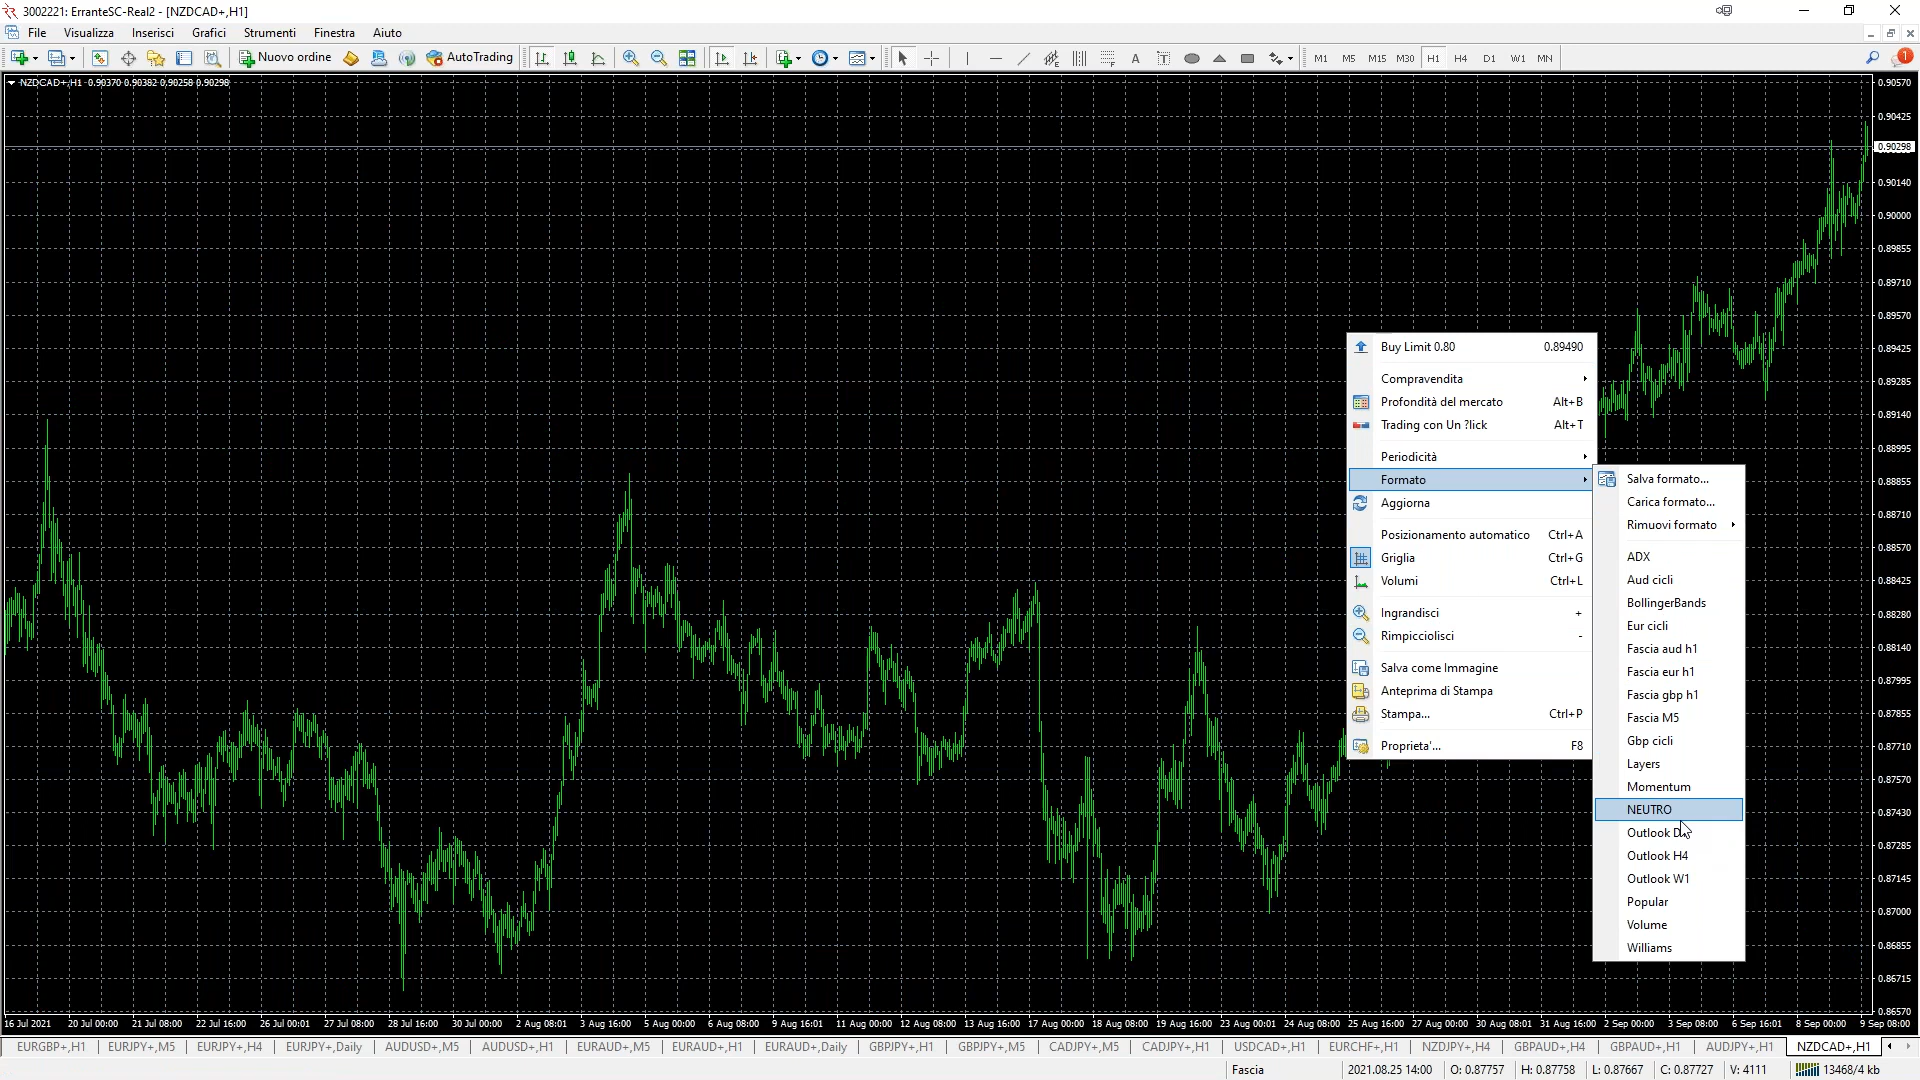 3002221: ErranteSC-Real2 - [NZDCAD+,H1]
File Visualizza Inserisci Grafici Strumenti Finestra Aiuto
Nuovo ordine AutoTrading A T M1 M5 M15 M30 H1 H4 D1 W1 MN 1
NZDCAD+,H1 0.90370 0.90382 0.90258 0.90298
0.90570
0.90425
0.90298
0.90140
0.90000
0.89855
0.89710
0.89570
0.89425
0.89285
0.89140
0.88995
0.88855
0.88710
0.88570
0.88425
0.88280
0.88140
0.87995
0.87855
0.87710
0.87570
0.87430
0.87285
0.87145
0.87000
0.86855
0.86715
0.86570
Buy Limit 0.80 0.89490
Compravendita
Profondità del mercato Alt+B
Trading con Un ?lick Alt+T
Periodicità
Formato
Aggiorna
Posizionamento automatico Ctrl+A
Griglia Ctrl+G
Volumi Ctrl+L
Ingrandisci +
Rimpicciolisci -
Salva come Immagine
Anteprima di Stampa
Stampa... Ctrl+P
Proprieta'... F8
Salva formato...
Carica formato...
Rimuovi formato
ADX
Aud cicli
BollingerBands
Eur cicli
Fascia aud h1
Fascia eur h1
Fascia gbp h1
Fascia M5
Gbp cicli
Layers
Momentum
NEUTRO
Outlook
Outlook H4
Outlook W1
Popular
Volume
Williams
16 Jul 2021 20 Jul 00:00 21 Jul 08:00 22 Jul 16:00 26 Jul 00:01 27 Jul 08:00 28 Jul 16:00 30 Jul 00:00 2 Aug 08:01 3 Aug 16:00 5 Aug 00:00 6 Aug 08:00 9 Aug 16:01 11 Aug 00:00 12 Aug 08:00 13 Aug 16:00 17 Aug 00:00 18 Aug 08:00 19 Aug 16:00 23 Aug 00:01 24 Aug 08:00 25 Aug 16:00 27 Aug 00:00 30 Aug 08:01 31 Aug 16:00 2 Sep 00:00 3 Sep 08:00 6 Sep 16:01 8 Sep 00:00 9 Sep 08:00
EURGBP+,H1 EURJPY+,M5 EURJPY+,H4 EURJPY+,Daily AUDUSD+,M5 AUDUSD+,H1 EURAUD+,M5 EURAUD+,H1 EURAUD+,Daily GBPJPY+,H1 GBPJPY+,M5 CADJPY+,M5 CADJPY+,H1 USDCAD+,H1 EURCHF+,H1 NZDJPY+,H4 GBPAUD+,H4 GBPAUD+,H1 AUDJPY+,H1 NZDCAD+,H1
Fascia 2021.08.25 14:00 O: 0.87757 H: 0.87758 L: 0.87667 C: 0.87727 V: 4111 13468/4 kb